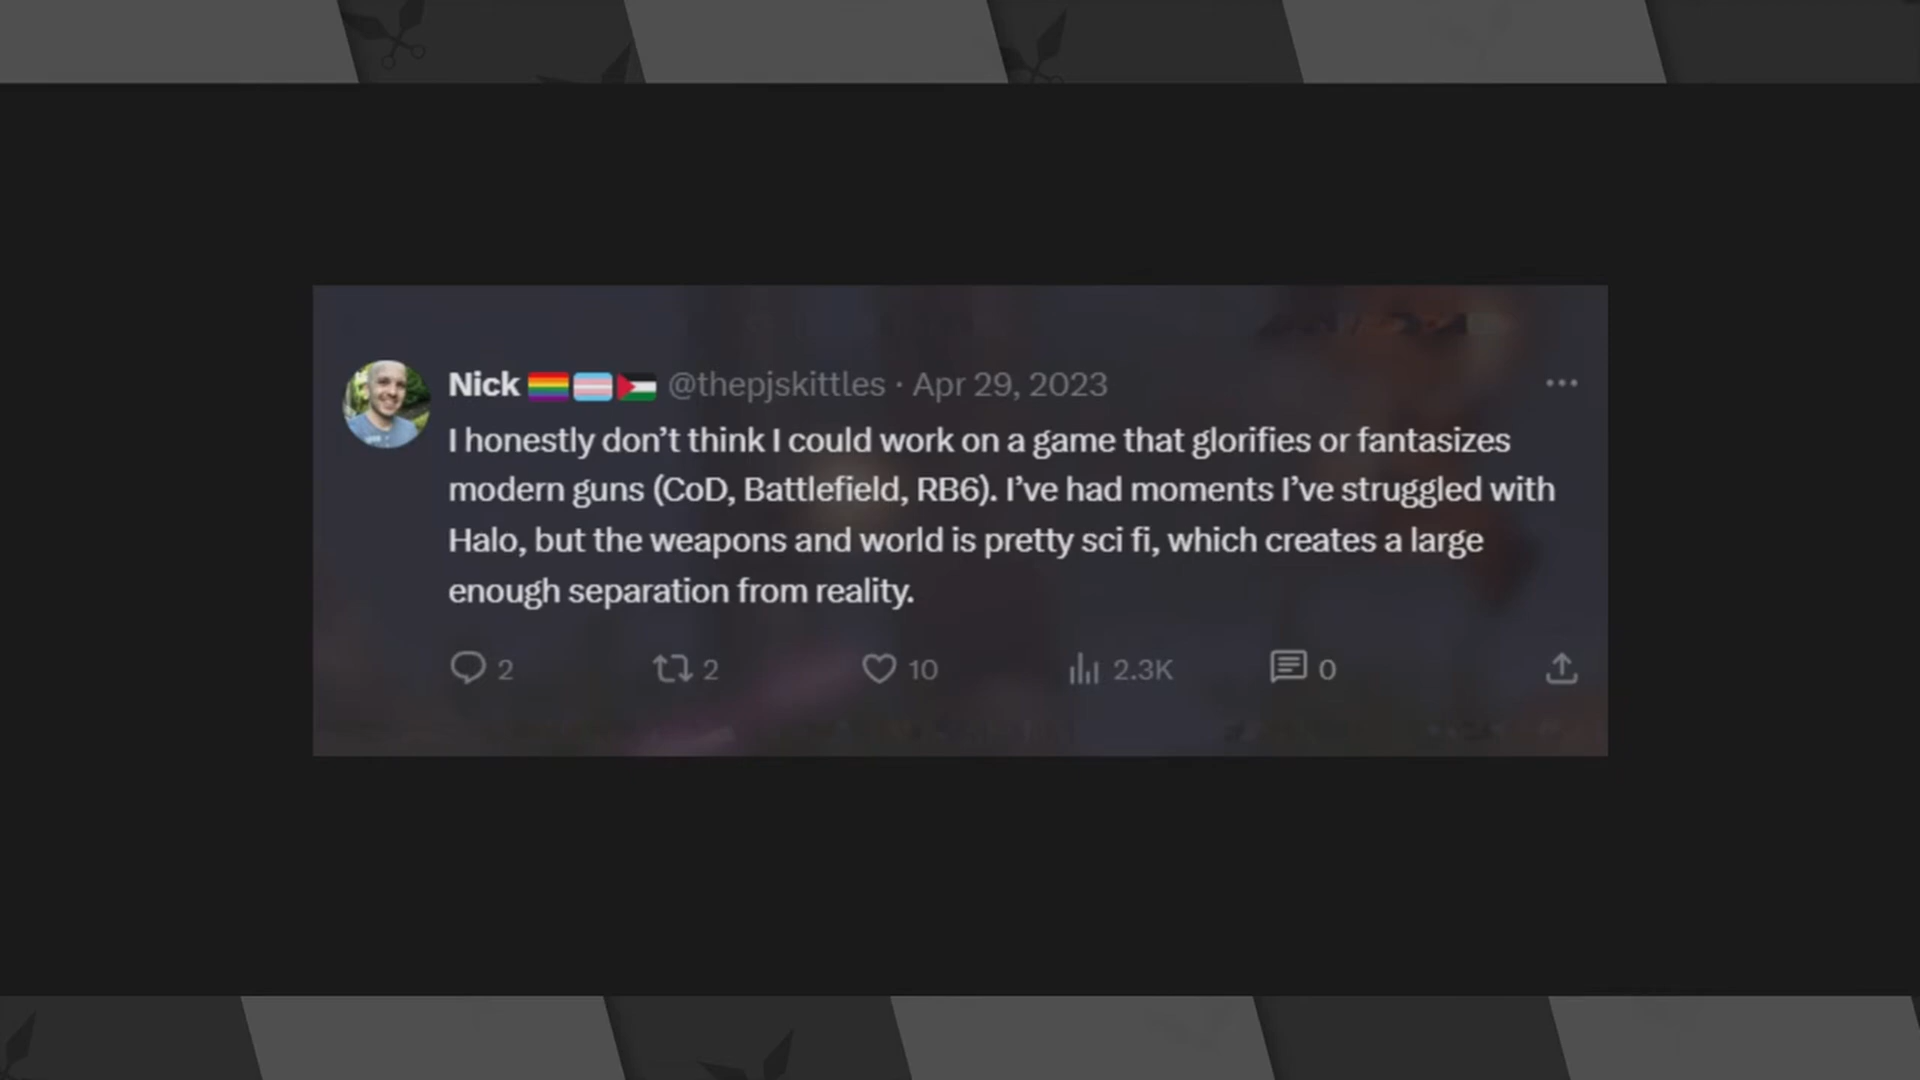 Nick 🏳️‍🌈🏳️‍⚧️🇵🇸 @thepjskittles · Apr 29, 2023
I honestly don’t think I could work on a game that glorifies or fantasizes
modern guns (CoD, Battlefield, RB6). I’ve had moments I’ve struggled with
Halo, but the weapons and world is pretty sci fi, which creates a large
enough separation from reality.
2 2 10 2.3K 0